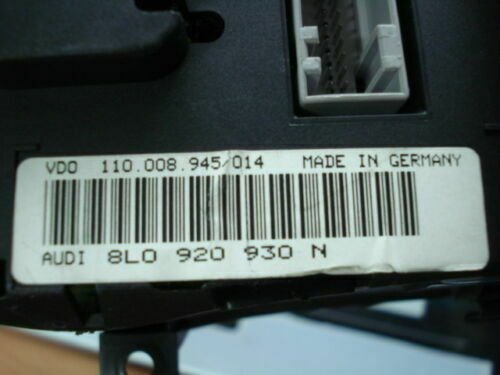 VDO 110.008.945/014 MADE IN GERMANY
AUDI 8L0 920 930 N